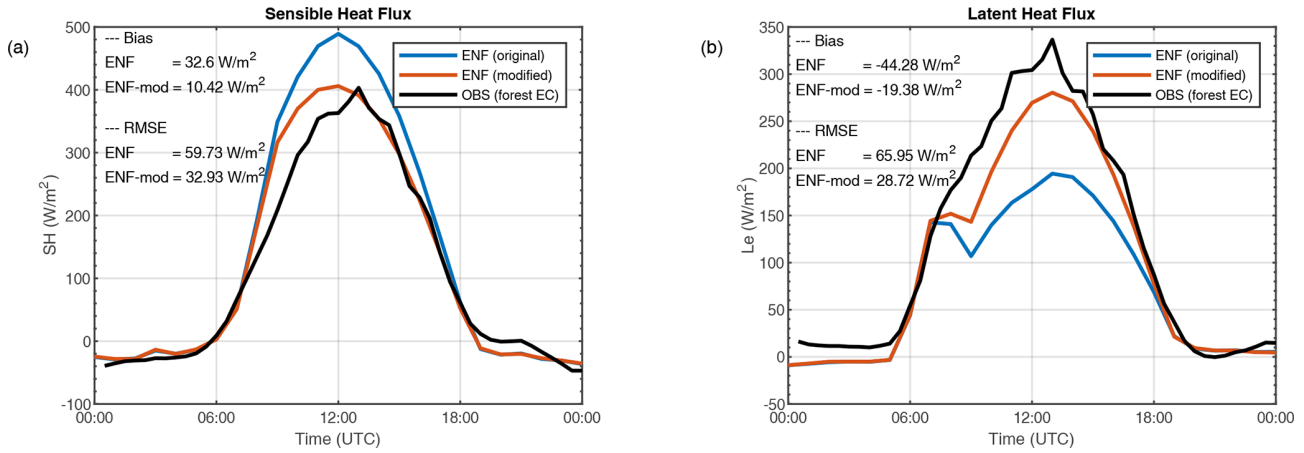 (a)
Sensible Heat Flux
--- Bias
ENF = 32.6 W/m²
ENF-mod = 10.42 W/m²
--- RMSE
ENF = 59.73 W/m²
ENF-mod = 32.93 W/m²
ENF (original)
ENF (modified)
OBS (forest EC)
SH (W/m²)
500
400
300
200
100
0
-100
00:00 06:00 12:00 18:00 00:00
Time (UTC)
(b)
Latent Heat Flux
--- Bias
ENF = -44.28 W/m²
ENF-mod = -19.38 W/m²
--- RMSE
ENF = 65.95 W/m²
ENF-mod = 28.72 W/m²
ENF (original)
ENF (modified)
OBS (forest EC)
Le (W/m²)
350
300
250
200
150
100
50
0
-50
00:00 06:00 12:00 18:00 00:00
Time (UTC)